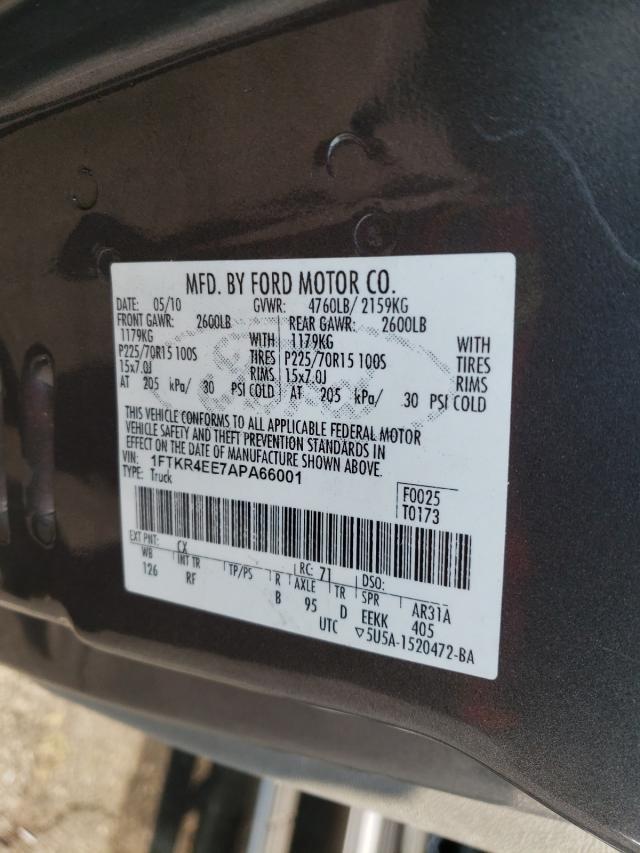 MFD. BY FORD MOTOR CO.
DATE: 05/10 GVWR: 4760LB/ 2159KG
FRONT GAWR: 2600LB REAR GAWR: 2600LB
1179KG WITH 1179KG WITH
P225/70R15 100S TIRES P225/70R15 100S TIRES
15x7.0J RIMS 15x7.0J RIMS
AT 205 kPa/ 30 PSI COLD AT 205 kPa/ 30 PSI COLD
THIS VEHICLE CONFORMS TO ALL APPLICABLE FEDERAL MOTOR
VEHICLE SAFETY AND THEFT PREVENTION STANDARDS IN
EFFECT ON THE DATE OF MANUFACTURE SHOWN ABOVE.
VIN: 1FTKR4EE7APA66001
TYPE: Truck
F0025
T0173
EXT PNT: CX RC: 71 DSO:
WB INT TR TP/PS R AXLE TR SPR AR31A
126 RF B 95 D EEKK 405
UTC ▽5U5A-1520472-BA